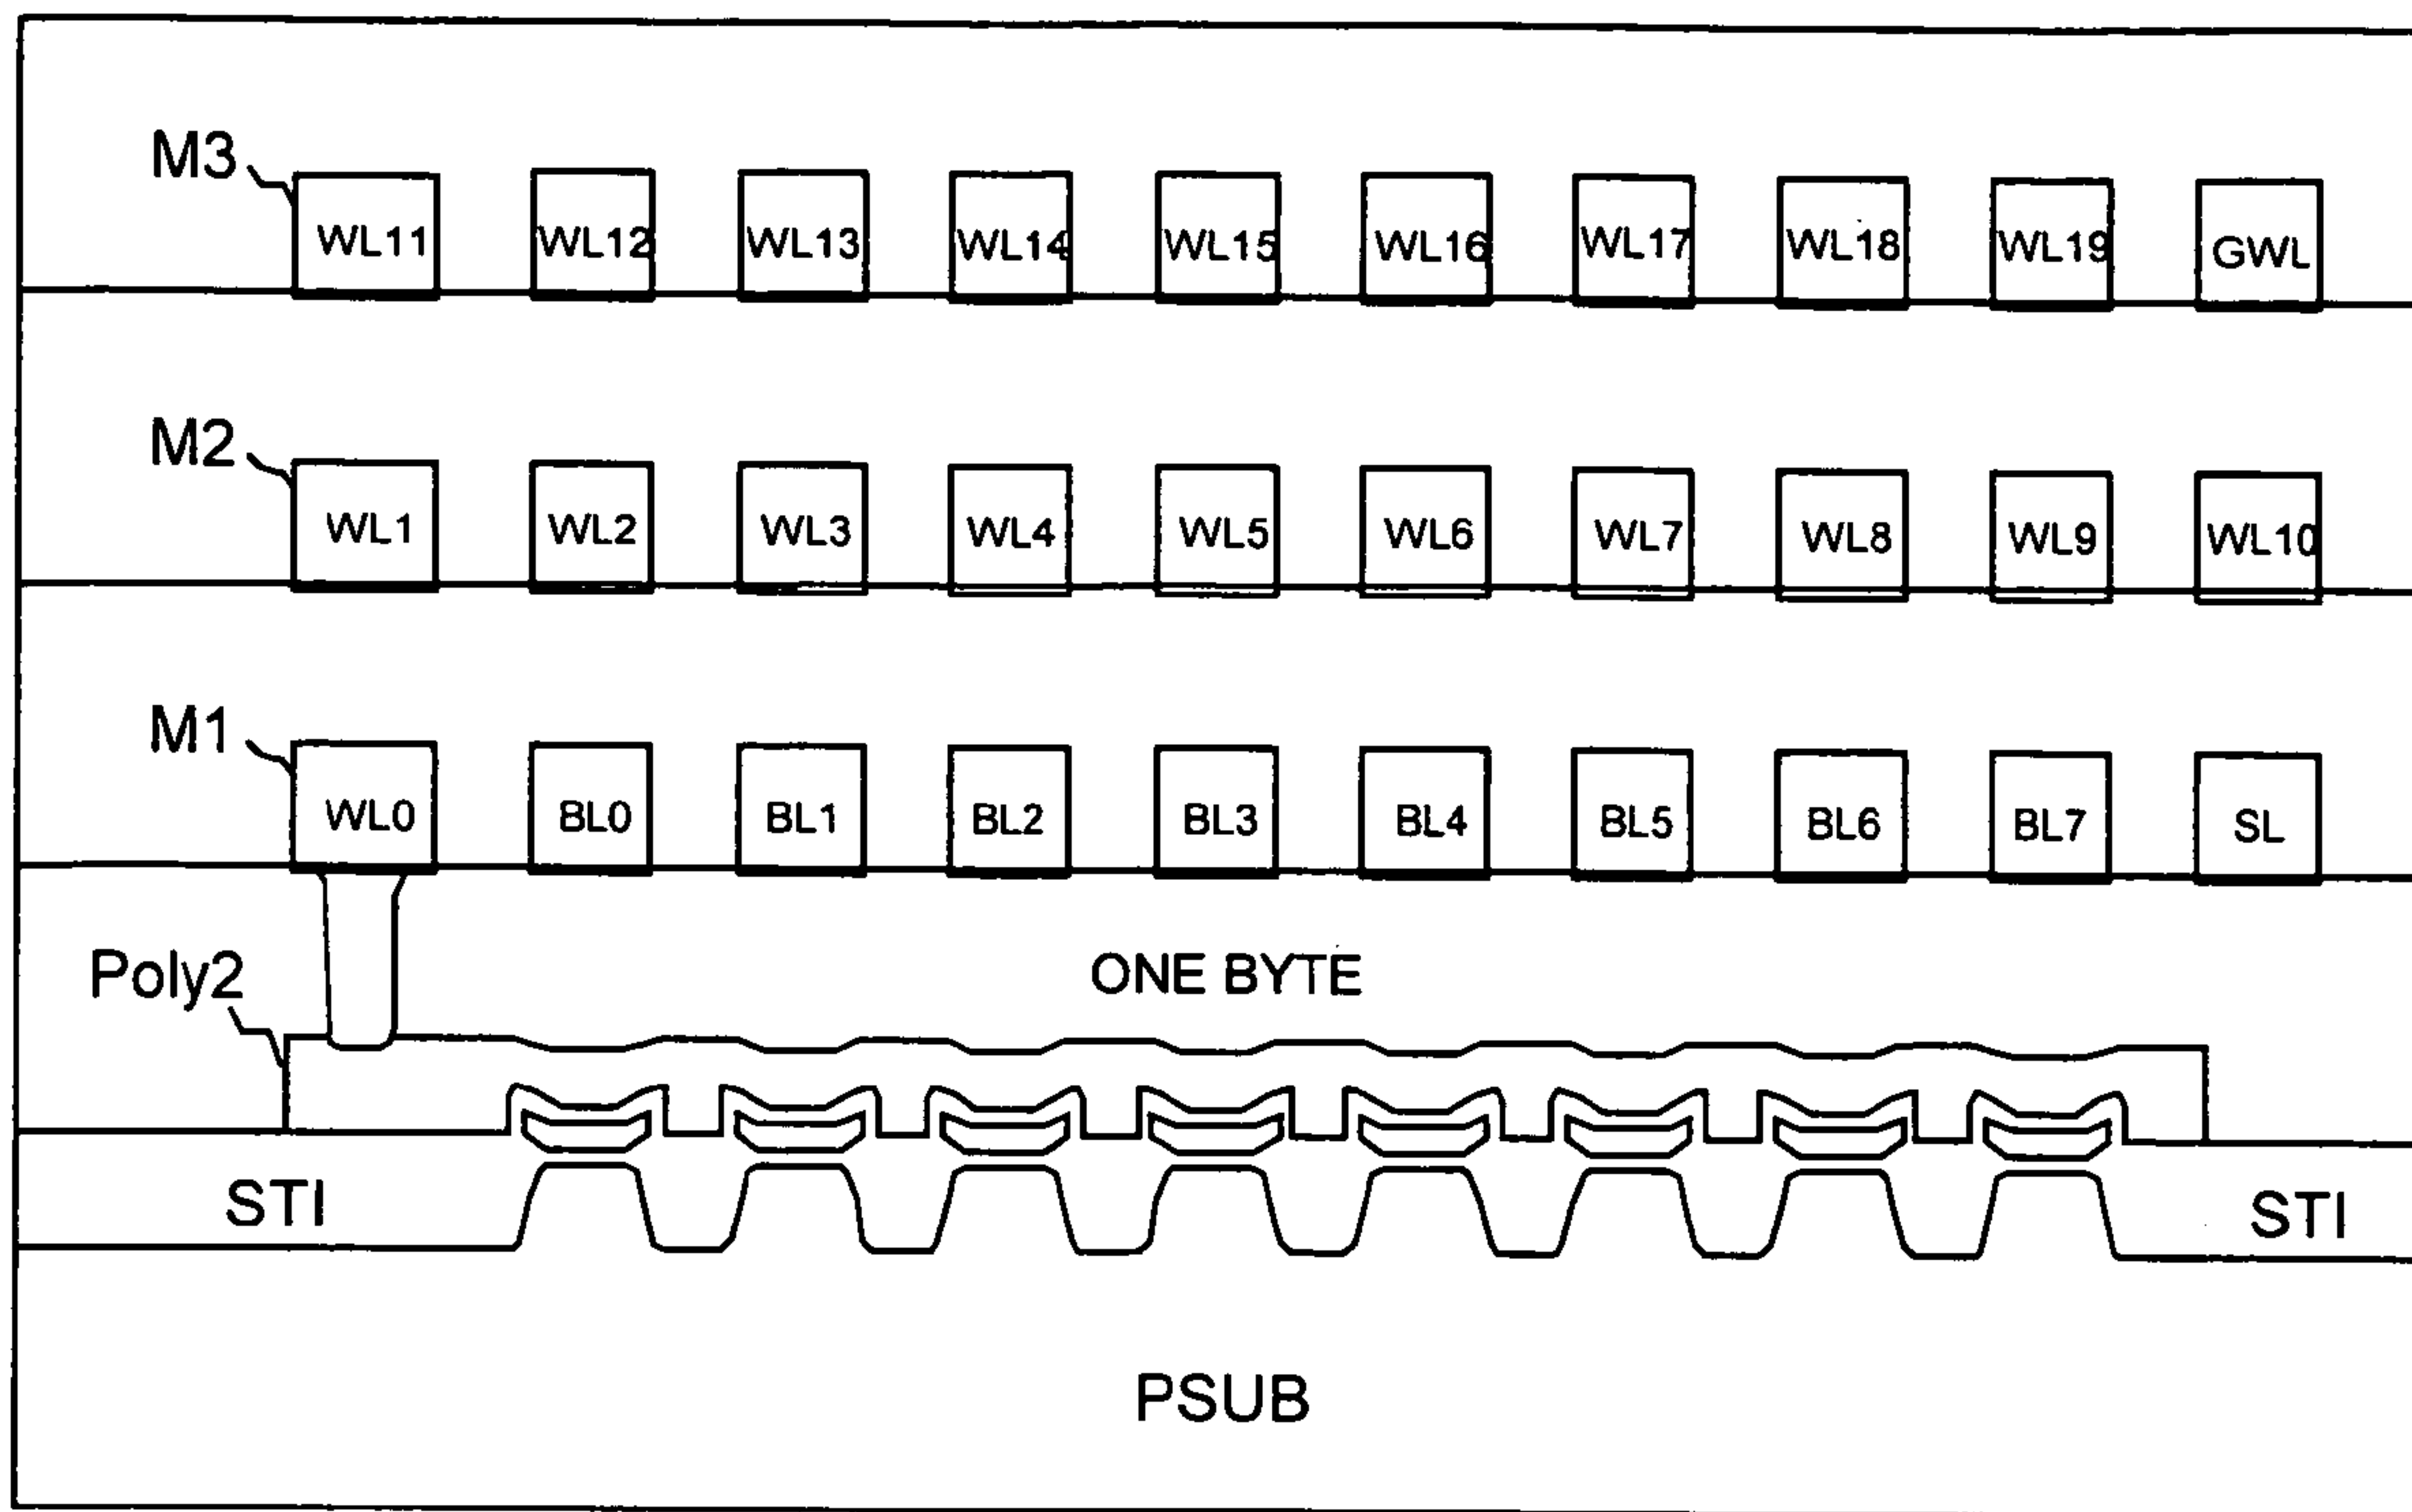 M3
WL11 WL12 WL13 WL14 WL15 WL16 WL17 WL18 WL19 GWL
M2
WL1 WL2 WL3 WL4 WL5 WL6 WL7 WL8 WL9 WL10
M1
WL0 BL0 BL1 BL2 BL3 BL4 BL5 BL6 BL7 SL
Poly2
ONE BYTE
STI STI
PSUB